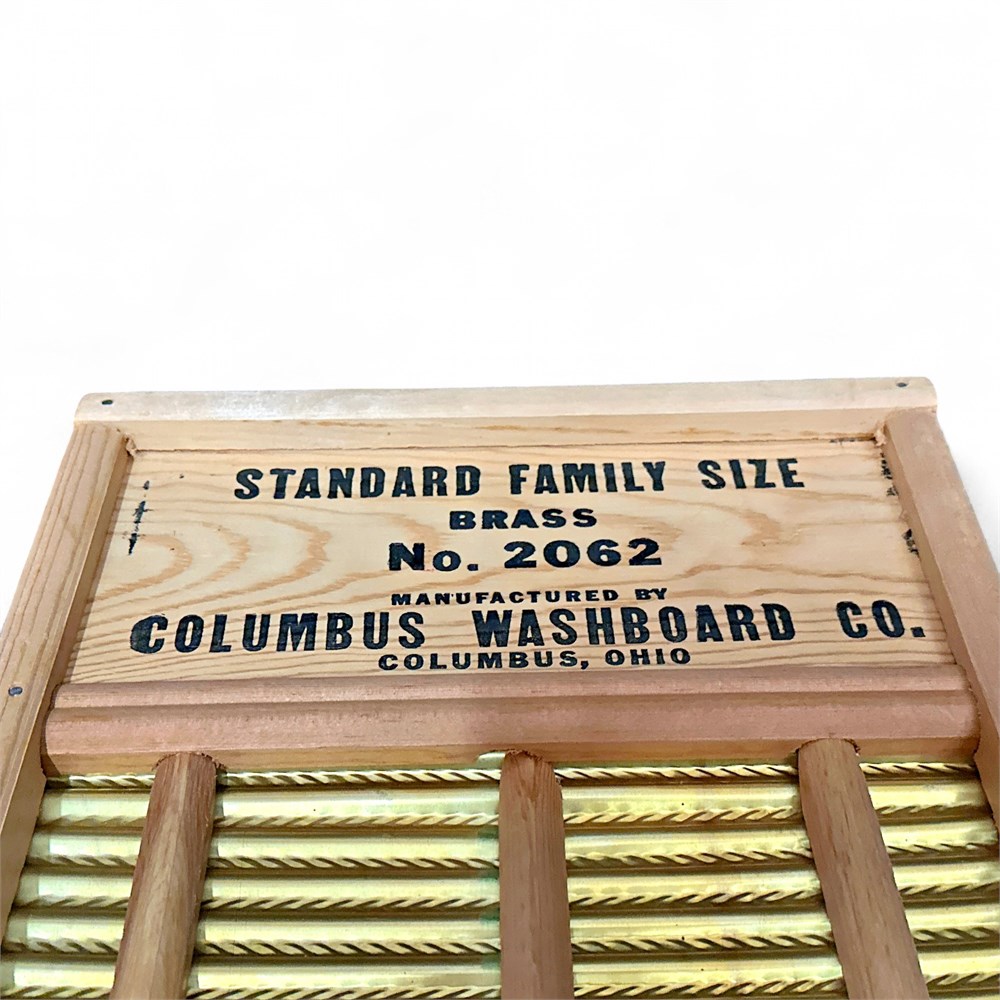 STANDARD FAMILY SIZE
BRASS
No. 2062
MANUFACTURED BY
COLUMBUS WASHBOARD CO.
COLUMBUS, OHIO